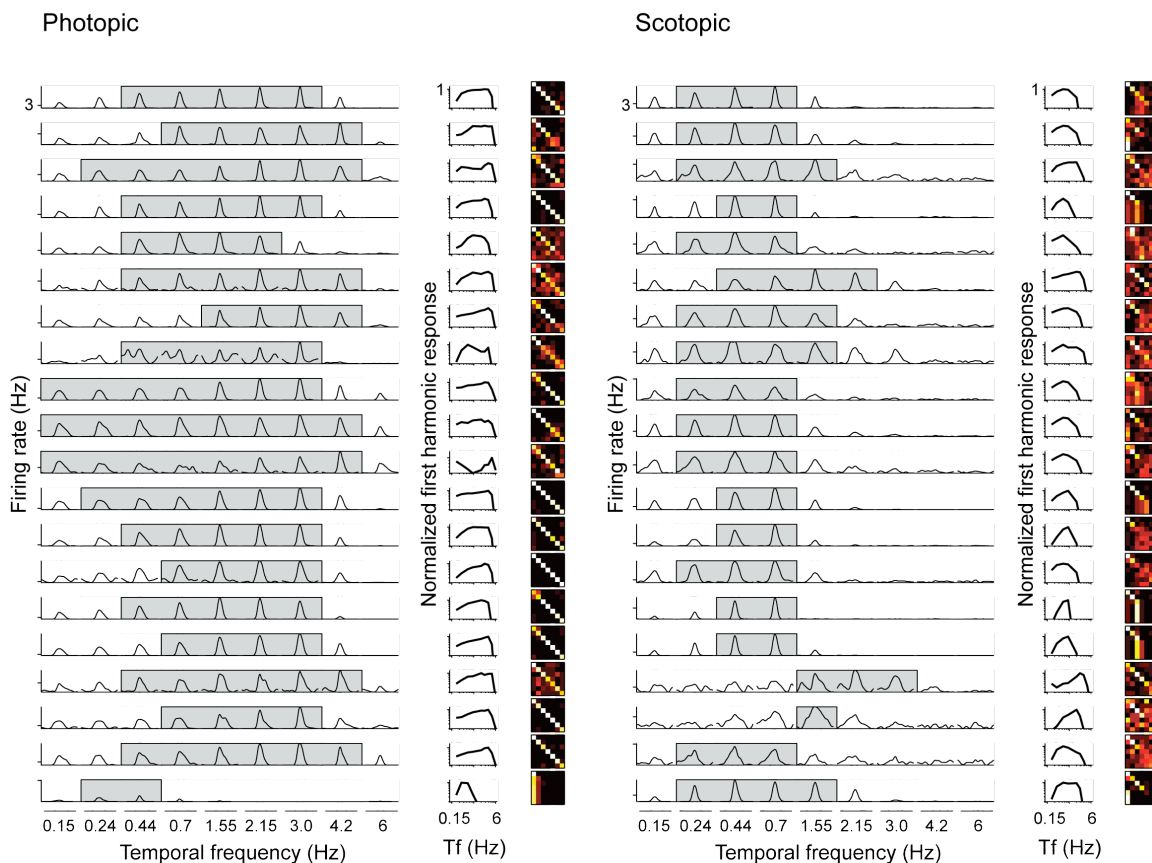 Photopic
Scotopic
3
1
3
1
Firing rate (Hz)
Normalized first harmonic response
Firing rate (Hz)
Normalized first harmonic response
0.15 0.24 0.44 0.7 1.55 2.15 3.0 4.2 6
0.15 6
0.15 0.24 0.44 0.7 1.55 2.15 3.0 4.2 6
0.15 6
Temporal frequency (Hz)
Tf (Hz)
Temporal frequency (Hz)
Tf (Hz)